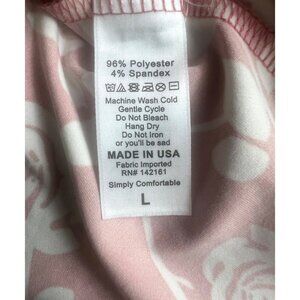 96% Polyester
4% Spandex
Machine Wash Cold
Gentle Cycle
Do Not Bleach
Hang Dry
Do Not Iron
or you'll be sad
MADE IN USA
Fabric Imported
RN# 142161
Simply Comfortable
L